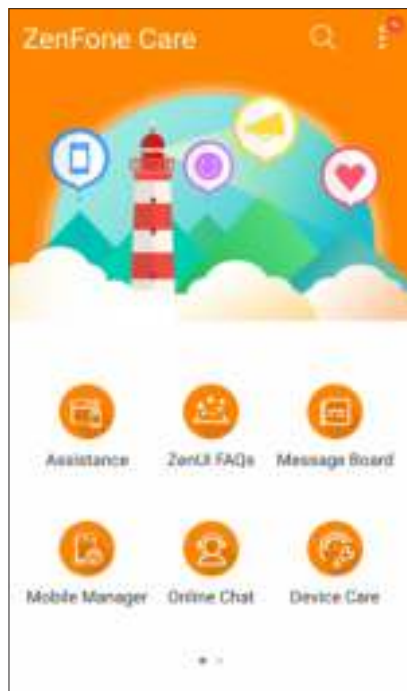 ZenFone Care
Assistance
ZenUI FAQs
Message Board
Mobile Manager
Online Chat
Device Care